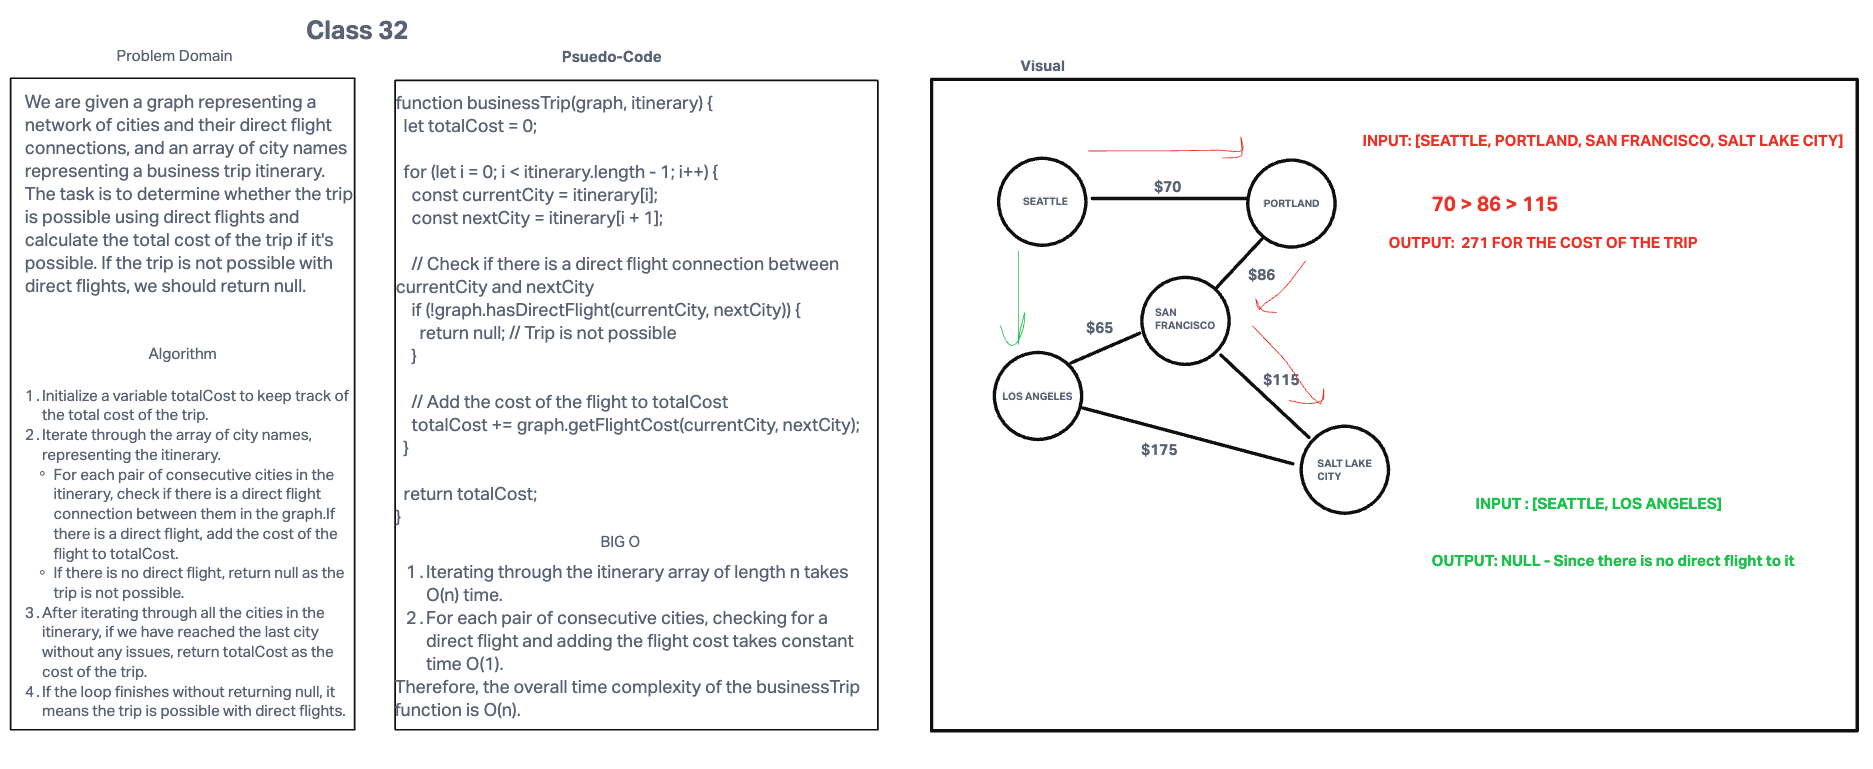 Class 32
Problem Domain
We are given a graph representing a
network of cities and their direct flight
connections, and an array of city names
representing a business trip itinerary.
The task is to determine whether the trip
is possible using direct flights and
calculate the total cost of the trip if it's
possible. If the trip is not possible with
direct flights, we should return null.
Algorithm
1. Initialize a variable totalCost to keep track of
the total cost of the trip.
2. Iterate through the array of city names,
representing the itinerary.
◦ For each pair of consecutive cities in the
itinerary, check if there is a direct flight
connection between them in the graph.If
there is a direct flight, add the cost of the
flight to totalCost.
◦ If there is no direct flight, return null as the
trip is not possible.
3. After iterating through all the cities in the
itinerary, if we have reached the last city
without any issues, return totalCost as the
cost of the trip.
4. If the loop finishes without returning null, it
means the trip is possible with direct flights.
Psuedo-Code
function businessTrip(graph, itinerary) {
let totalCost = 0;
for (let i = 0; i < itinerary.length - 1; i++) {
const currentCity = itinerary[i];
const nextCity = itinerary[i + 1];
// Check if there is a direct flight connection between
currentCity and nextCity
if (!graph.hasDirectFlight(currentCity, nextCity)) {
return null; // Trip is not possible
}
// Add the cost of the flight to totalCost
totalCost += graph.getFlightCost(currentCity, nextCity);
}
return totalCost;
}
BIG O
1. Iterating through the itinerary array of length n takes
O(n) time.
2. For each pair of consecutive cities, checking for a
direct flight and adding the flight cost takes constant
time O(1).
Therefore, the overall time complexity of the businessTrip
function is O(n).
Visual
INPUT: [SEATTLE, PORTLAND, SAN FRANCISCO, SALT LAKE CITY]
$70
SEATTLE
PORTLAND
70 > 86 > 115
OUTPUT: 271 FOR THE COST OF THE TRIP
$86
SAN
FRANCISCO
$65
$115
LOS ANGELES
$175
SALT LAKE
CITY
INPUT : [SEATTLE, LOS ANGELES]
OUTPUT: NULL - Since there is no direct flight to it